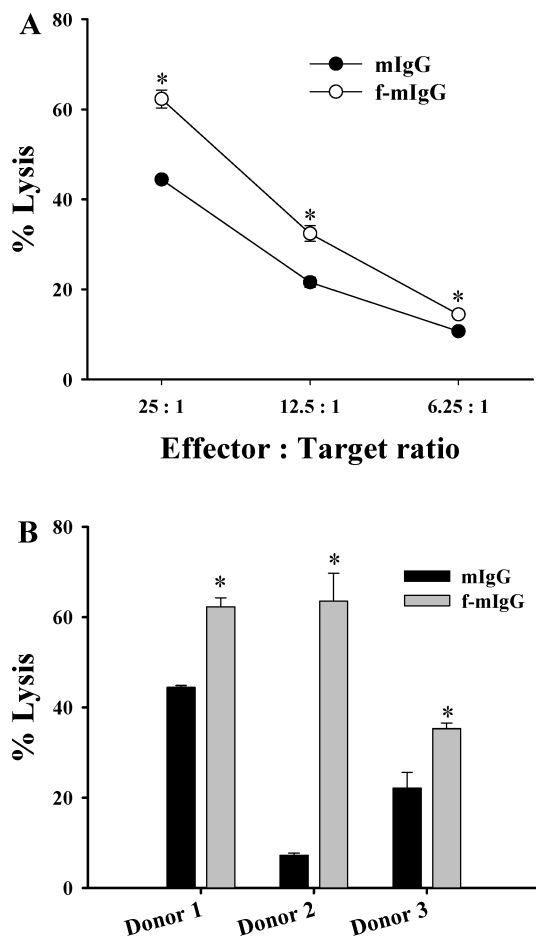 A
80
60
40
20
0
% Lysis
mIgG
f-mIgG
*
*
*
25 : 1
12.5 : 1
6.25 : 1
Effector : Target ratio
B
80
60
40
20
0
% Lysis
mIgG
f-mIgG
*
*
*
Donor 1
Donor 2
Donor 3